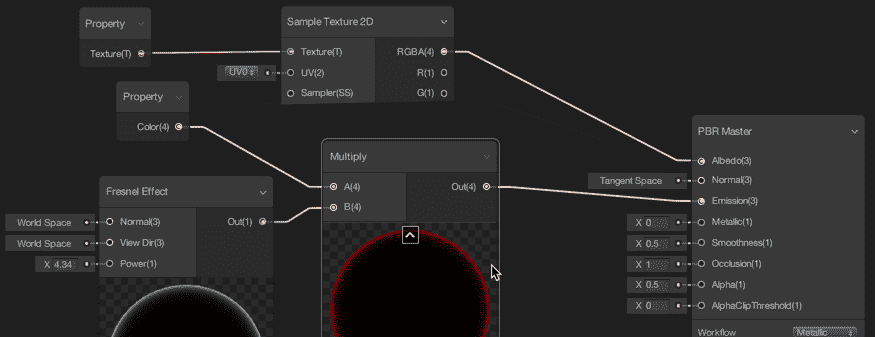 Property
Texture(T)
Sample Texture 2D
Texture(T)
RGBA(4)
UV0
UV(2)
R(1)
Sampler(SS)
G(1)
Property
Color(4)
Multiply
A(4)
Out(4)
B(4)
Fresnel Effect
World Space
Normal(3)
Out(1)
World Space
View Dir(3)
X 4.34
Power(1)
PBR Master
Albedo(3)
Tangent Space
Normal(3)
Emission(3)
X 0
Metallic(1)
X 0.5
Smoothness(1)
X 1
Occlusion(1)
X 0.5
Alpha(1)
X 0
AlphaClipThreshold(1)
Workflow
Metallic